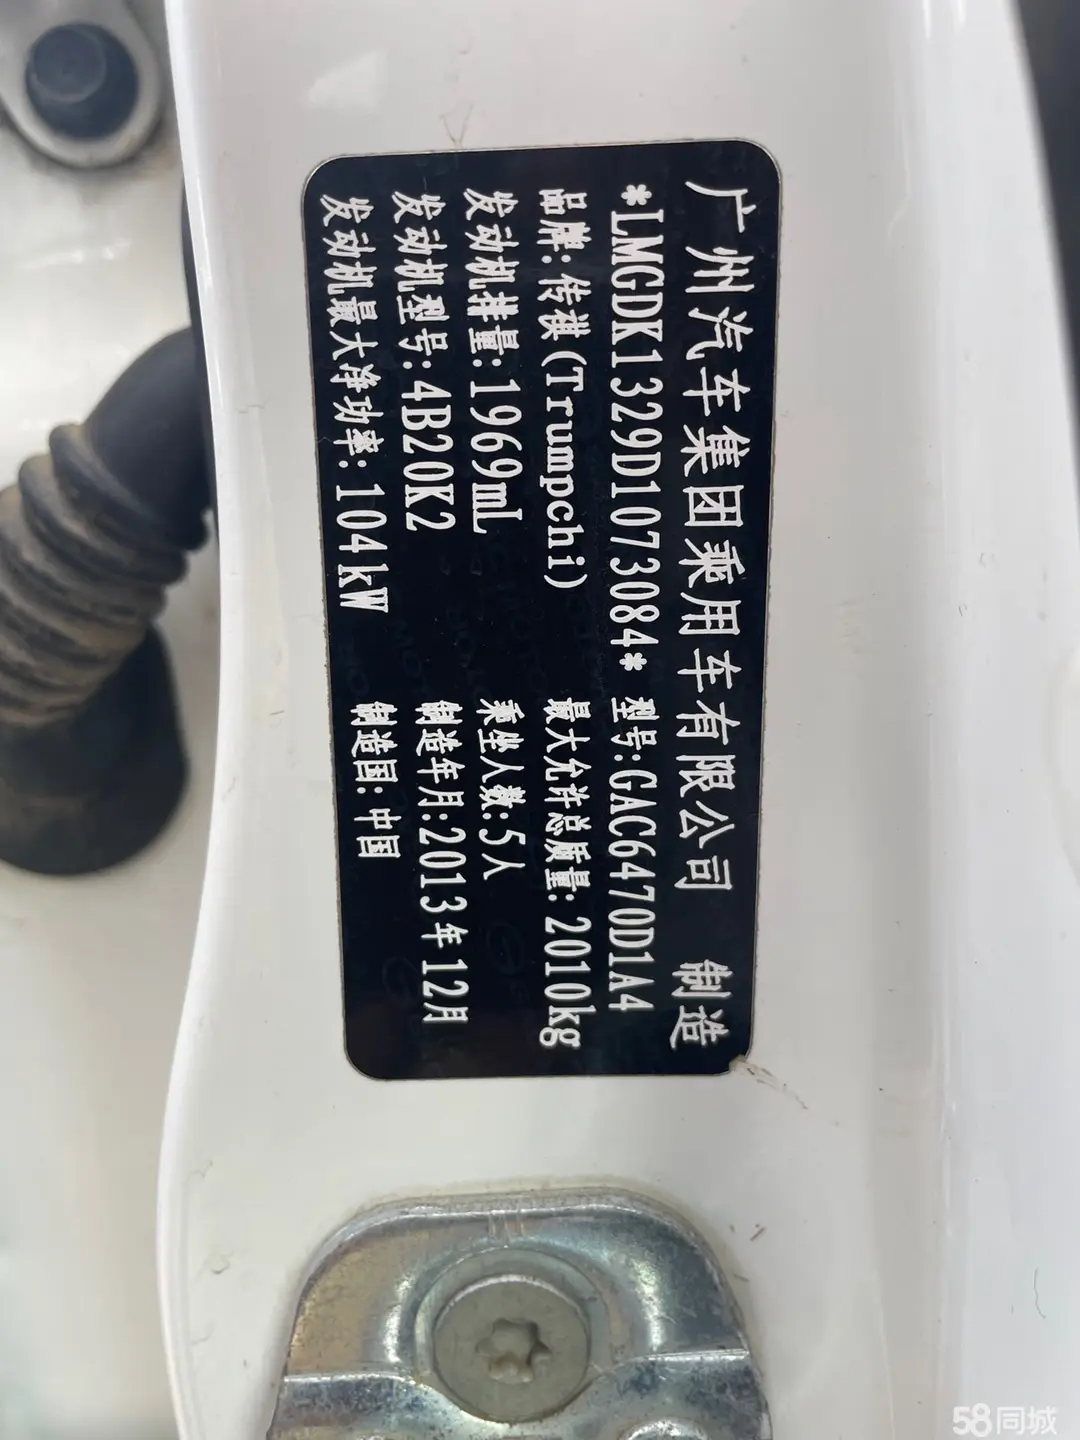 广州汽车集团乘用车有限公司 制造
*LMGDK1329D1073084* 型号:GAC6470D1A4
品牌:传祺(Trumpchi) 最大允许总质量:2010kg
发动机排量:1969mL 乘坐人数:5人
发动机型号:4B20K2 制造年月:2013年12月
发动机最大净功率:104kW 制造国:中国
58同城